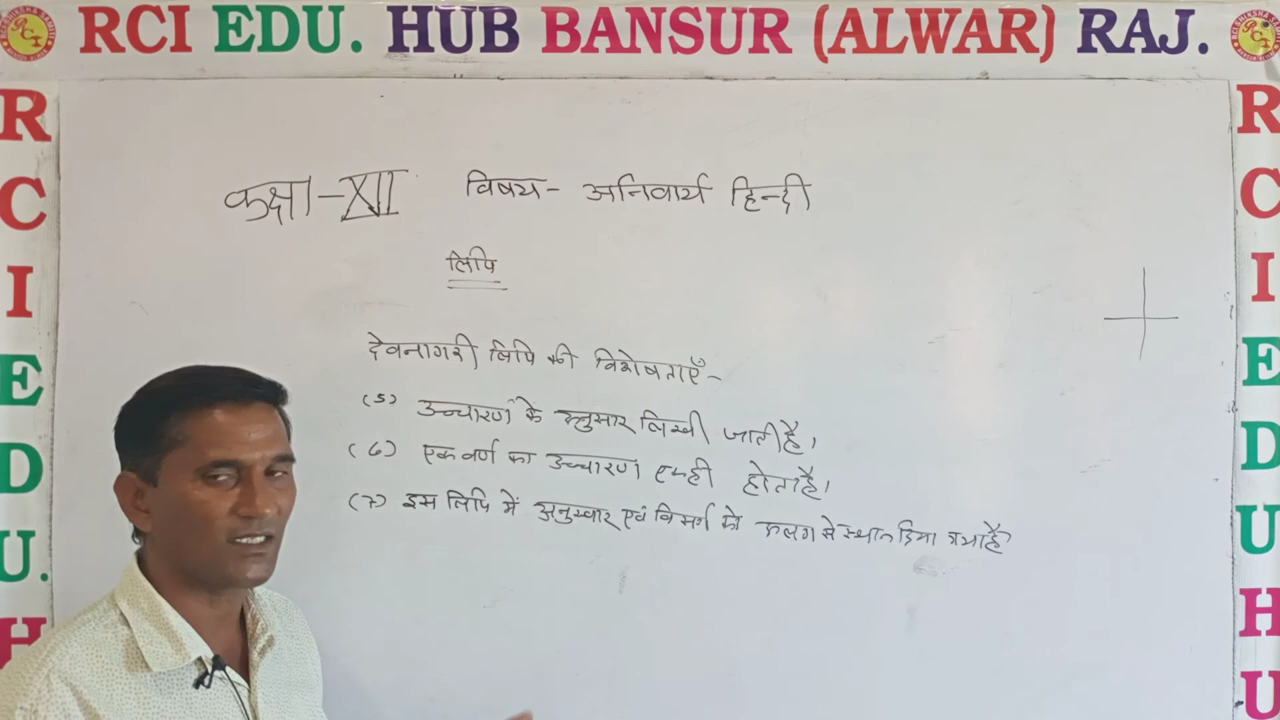 RCI EDU. HUB BANSUR (ALWAR) RAJ.
कक्षा-XII विषय- अनिवार्य हिन्दी
लिपि
देवनागरी लिपि की विशेषताएँ-
(5) उच्चारण के अनुसार लिखी जाती है।
(6) एक वर्ण का उच्चारण एक ही होता है।
(7) इस लिपि में अनुस्वार एवं विसर्ग को अलग से स्थान दिया गया है
R
C
I
E
D
U.
H
R
C
I
E
D
U
H
U